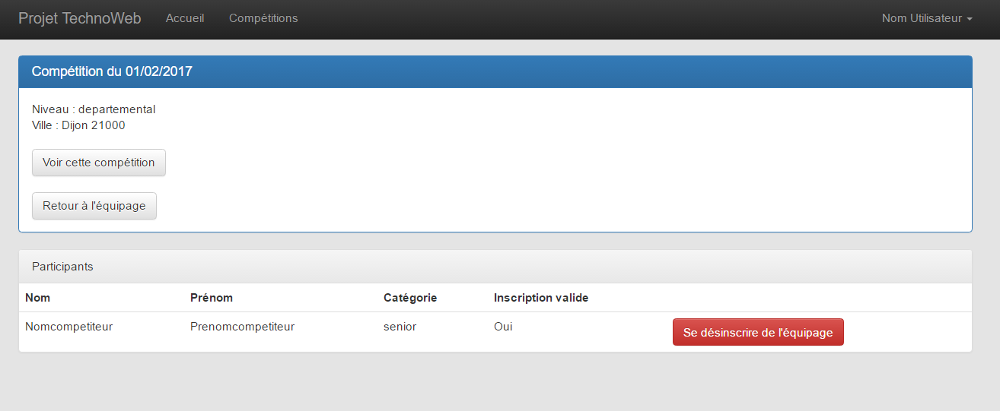 Projet TechnoWeb Accueil Compétitions Nom Utilisateur
Compétition du 01/02/2017
Niveau : departemental
Ville : Dijon 21000
Voir cette compétition
Retour à l'équipage
Participants
Nom Prénom Catégorie Inscription valide
Nomcompetiteur Prenomcompetiteur senior Oui Se désinscrire de l'équipage